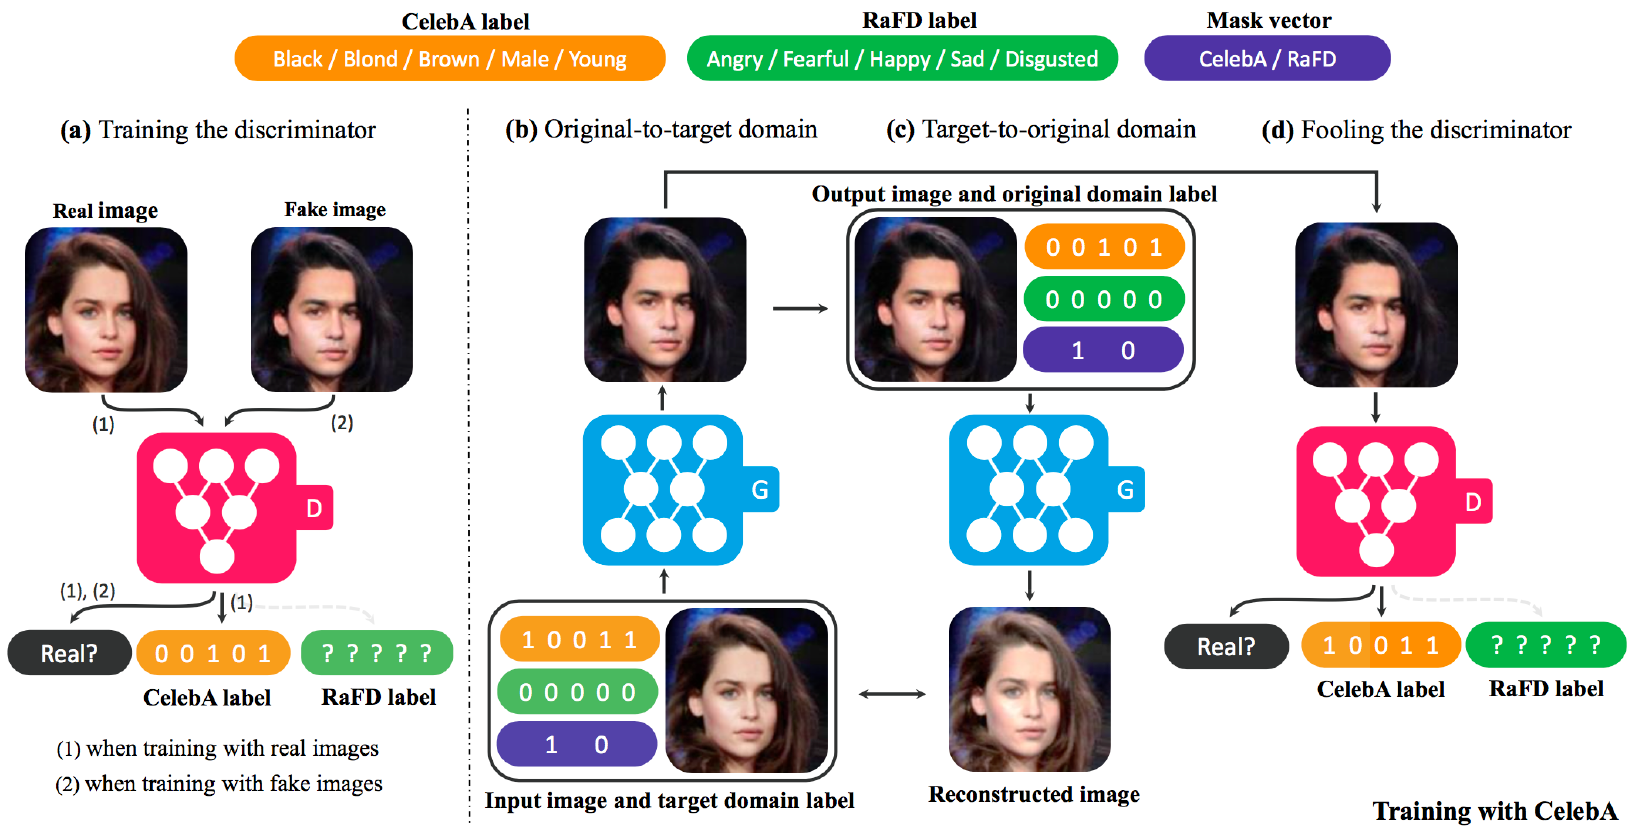 CelebA label
RaFD label
Mask vector
Black / Blond / Brown / Male / Young
Angry / Fearful / Happy / Sad / Disgusted
CelebA / RaFD
(a) Training the discriminator
(b) Original-to-target domain
(c) Target-to-original domain
(d) Fooling the discriminator
Real image
Fake image
(1)
(2)
D
(1), (2)
(1)
Real?
0 0 1 0 1
? ? ? ? ?
CelebA label
RaFD label
(1) when training with real images
(2) when training with fake images
G
1 0 0 1 1
0 0 0 0 0
1 0
Input image and target domain label
Output image and original domain label
0 0 1 0 1
0 0 0 0 0
1 0
G
Reconstructed image
D
Real?
1 0 0 1 1
? ? ? ? ?
CelebA label
RaFD label
Training with CelebA